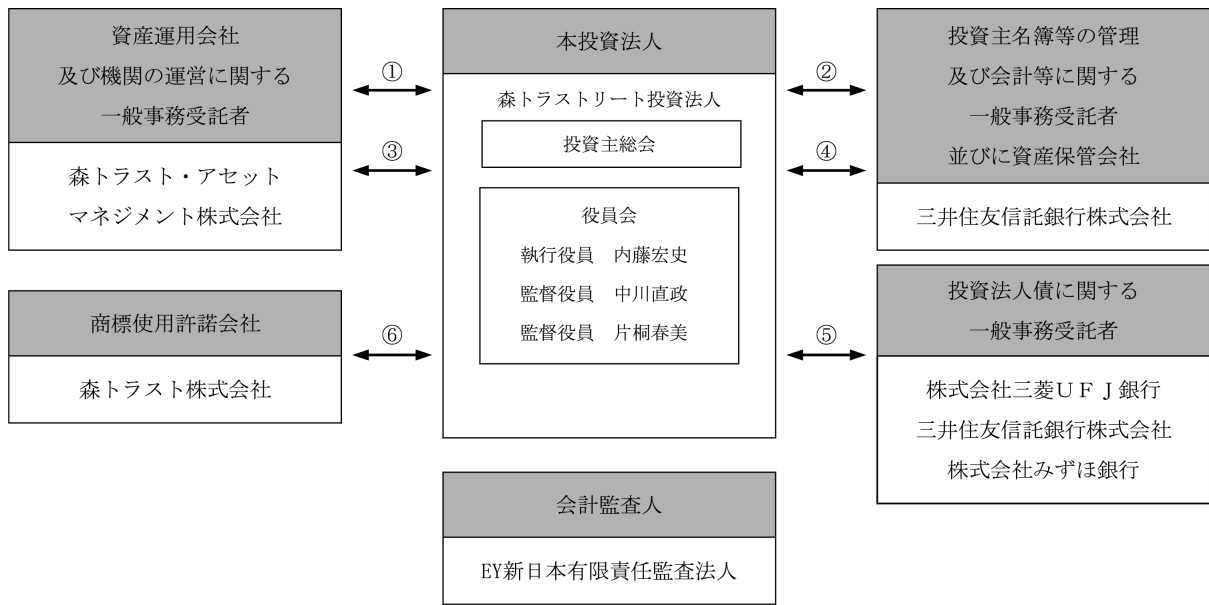 資産運用会社
及び機関の運営に関する
一般事務受託者
森トラスト・アセット
マネジメント株式会社
①
③
商標使用許諾会社
森トラスト株式会社
⑥
本投資法人
森トラストリート投資法人
投資主総会
役員会
執行役員　内藤宏史
監督役員　中川直政
監督役員　片桐春美
会計監査人
EY新日本有限責任監査法人
②
④
投資主名簿等の管理
及び会計等に関する
一般事務受託者
並びに資産保管会社
三井住友信託銀行株式会社
⑤
投資法人債に関する
一般事務受託者
株式会社三菱ＵＦＪ銀行
三井住友信託銀行株式会社
株式会社みずほ銀行